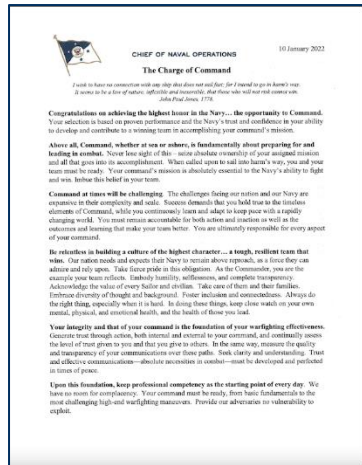 CHIEF OF NAVAL OPERATIONS
10 January 2022
The Charge of Command
I wish to have no connection with any ship that does not sail fast; for I intend to go in harm's way.
It seems to be a law of nature, inflexible and inexorable, that those who will not risk cannot win.
John Paul Jones, 1778
Congratulations on achieving the highest honor in the Navy… the opportunity to Command.
Your selection is based on proven performance and the Navy's trust and confidence in your ability
to develop and contribute to a winning team in accomplishing your command's mission.
Above all, Command, whether at sea or ashore, is fundamentally about preparing for and
leading in combat. Never lose sight of this – seize absolute ownership of your assigned mission
and all that goes into its accomplishment. When called upon to sail into harm's way, you and your
team must be ready. Your command's mission is absolutely essential to the Navy's ability to fight
and win. Imbue this belief in your team.
Command at times will be challenging. The challenges facing our nation and our Navy are
expansive in their complexity and scale. Success demands that you hold true to the timeless
elements of Command, while you continuously learn and adapt to keep pace with a rapidly
changing world. You must remain accountable for both action and inaction as well as the
outcomes and learning that make your team better. You are ultimately responsible for every aspect
of your command.
Be relentless in building a culture of the highest character… a tough, resilient team that
wins. Our nation needs and expects their Navy to remain above reproach, as a force they can
admire and rely upon. Take fierce pride in this obligation. As the Commander, you are the
example your team reflects. Embody humility, selflessness, and complete transparency.
Acknowledge the value of every Sailor and civilian. Take care of them and their families.
Embrace diversity of thought and background. Foster inclusion and connectedness. Always do
the right thing, especially when it is hard. In doing these things, keep close watch on your own
mental, physical, and emotional health, and the health of those you lead.
Your integrity and that of your command is the foundation of your warfighting effectiveness.
Generate trust through action, both internal and external to your command, and continually assess
the level of trust given to you and that you give to others. In the same way, measure the quality
and transparency of your communications over these paths. Seek clarity and understanding. Trust
and effective communications—absolute necessities in combat—must be developed and perfected
in times of peace.
Upon this foundation, keep professional competency as the starting point of every day. We
have no room for complacency. Your command must be ready, from basic fundamentals to the
most challenging high-end warfighting maneuvers. Provide our adversaries no vulnerability to
exploit.